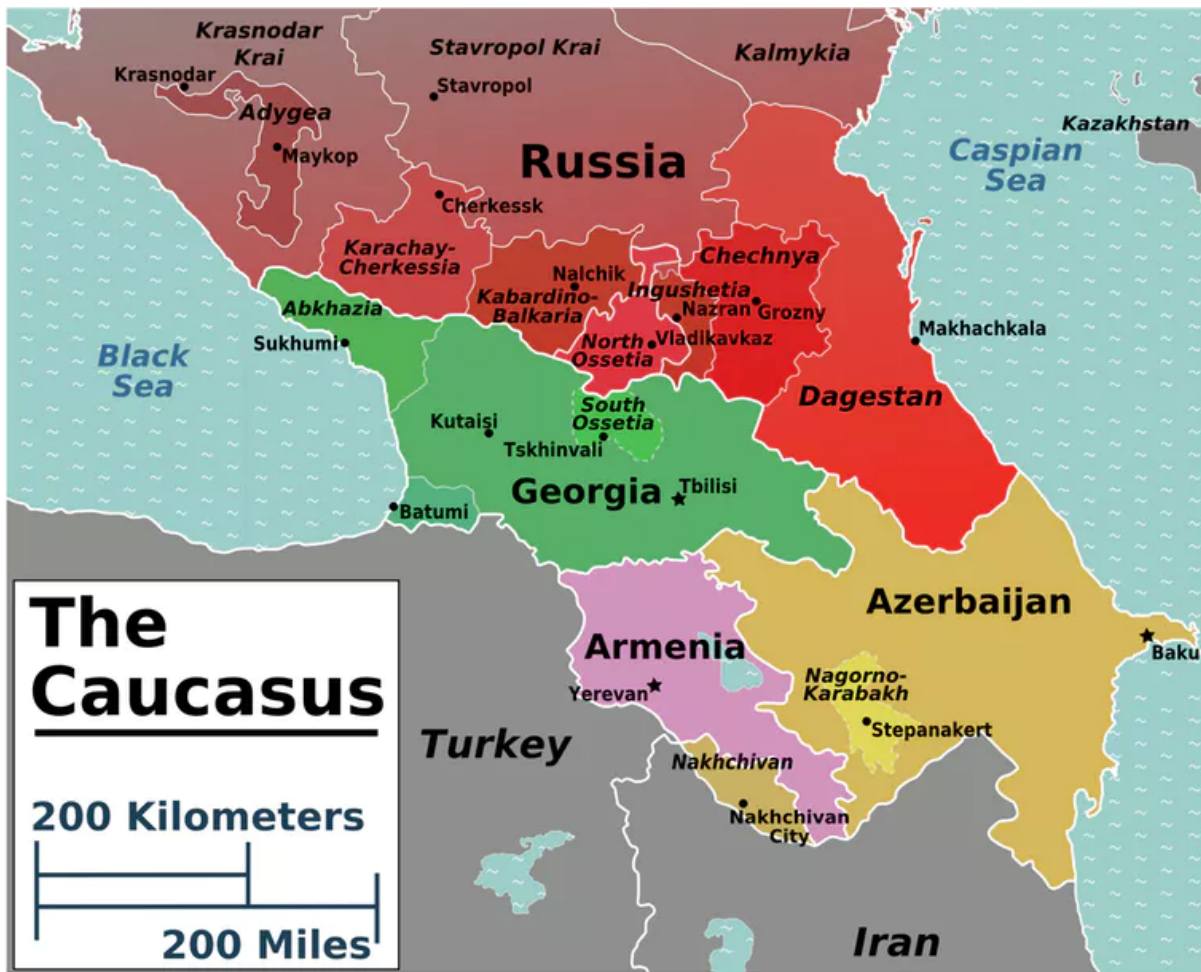 Krasnodar
Krai
Stavropol Krai
Kalmykia
Krasnodar
Stavropol
Adygea
Kazakhstan
Maykop
Russia
Caspian
Sea
Cherkessk
Karachay-
Cherkessia
Chechnya
Nalchik
Ingushetia
Kabardino-
Balkaria
Abkhazia
Nazran
Grozny
Makhachkala
Sukhumi
North
Ossetia
Vladikavkaz
Black
Sea
Dagestan
South
Ossetia
Kutaisi
Tskhinvali
Georgia
Tbilisi
Batumi
Azerbaijan
The
Caucasus
Armenia
Baku
Nagorno-
Karabakh
Yerevan
Stepanakert
Turkey
Nakhchivan
Nakhchivan
City
200 Kilometers
200 Miles
Iran